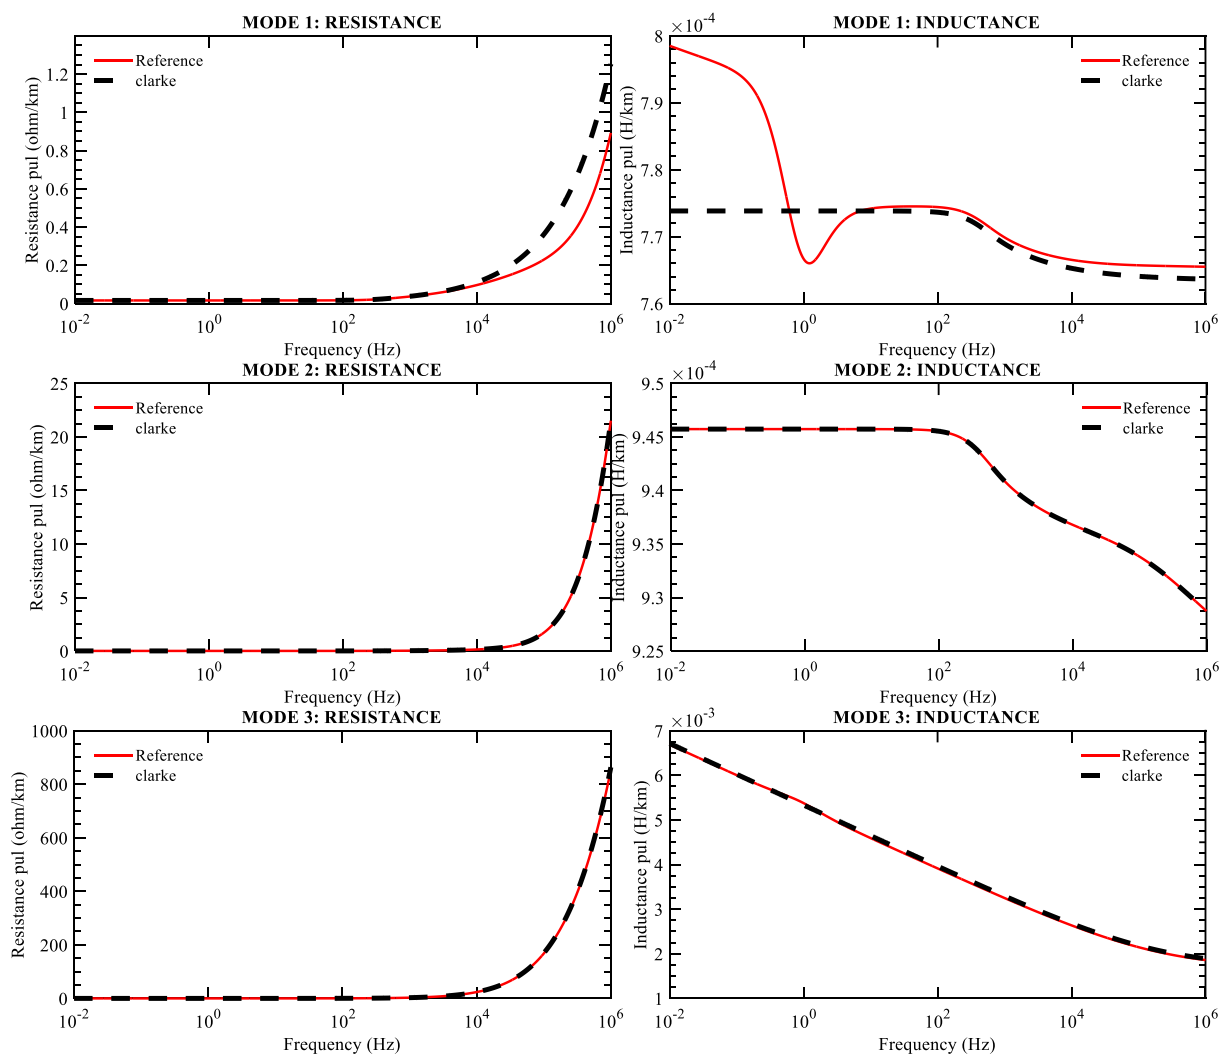 MODE 1: RESISTANCE
Reference
clarke
Resistance pul (ohm/km)
1.2
1
0.8
0.6
0.4
0.2
0
10^-2
10^0
10^2
10^4
10^6
Frequency (Hz)
MODE 1: INDUCTANCE
×10^-4
Reference
clarke
Inductance pul (H/km)
8
7.9
7.8
7.7
7.6
10^-2
10^0
10^2
10^4
10^6
Frequency (Hz)
MODE 2: RESISTANCE
Reference
clarke
Resistance pul (ohm/km)
25
20
15
10
5
0
10^-2
10^0
10^2
10^4
10^6
Frequency (Hz)
MODE 2: INDUCTANCE
×10^-4
Reference
clarke
Inductance pul (H/km)
9.5
9.45
9.4
9.35
9.3
9.25
10^-2
10^0
10^2
10^4
10^6
Frequency (Hz)
MODE 3: RESISTANCE
Reference
clarke
Resistance pul (ohm/km)
1000
800
600
400
200
0
10^-2
10^0
10^2
10^4
10^6
Frequency (Hz)
MODE 3: INDUCTANCE
×10^-3
Reference
clarke
Inductance pul (H/km)
7
6
5
4
3
2
1
10^-2
10^0
10^2
10^4
10^6
Frequency (Hz)